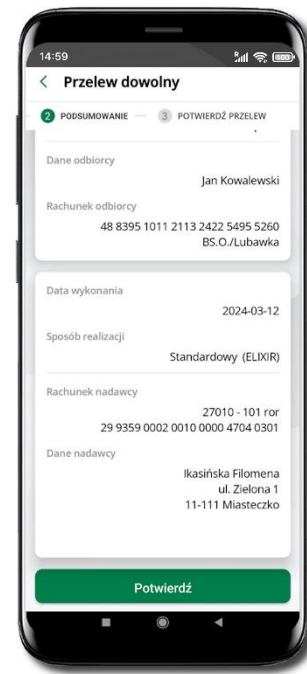 14:59
Przelew dowolny
2 PODSUMOWANIE 3 POTWIERDŹ PRZELEW
Dane odbiorcy
Jan Kowalewski
Rachunek odbiorcy
48 8395 1011 2113 2422 5495 5260
BS.O./Lubawka
Data wykonania
2024-03-12
Sposób realizacji
Standardowy (ELIXIR)
Rachunek nadawcy
27010 - 101 ror
29 9359 0002 0010 0000 4704 0301
Dane nadawcy
Ikasińska Filomena
ul. Zielona 1
11-111 Miasteczko
Potwierdź